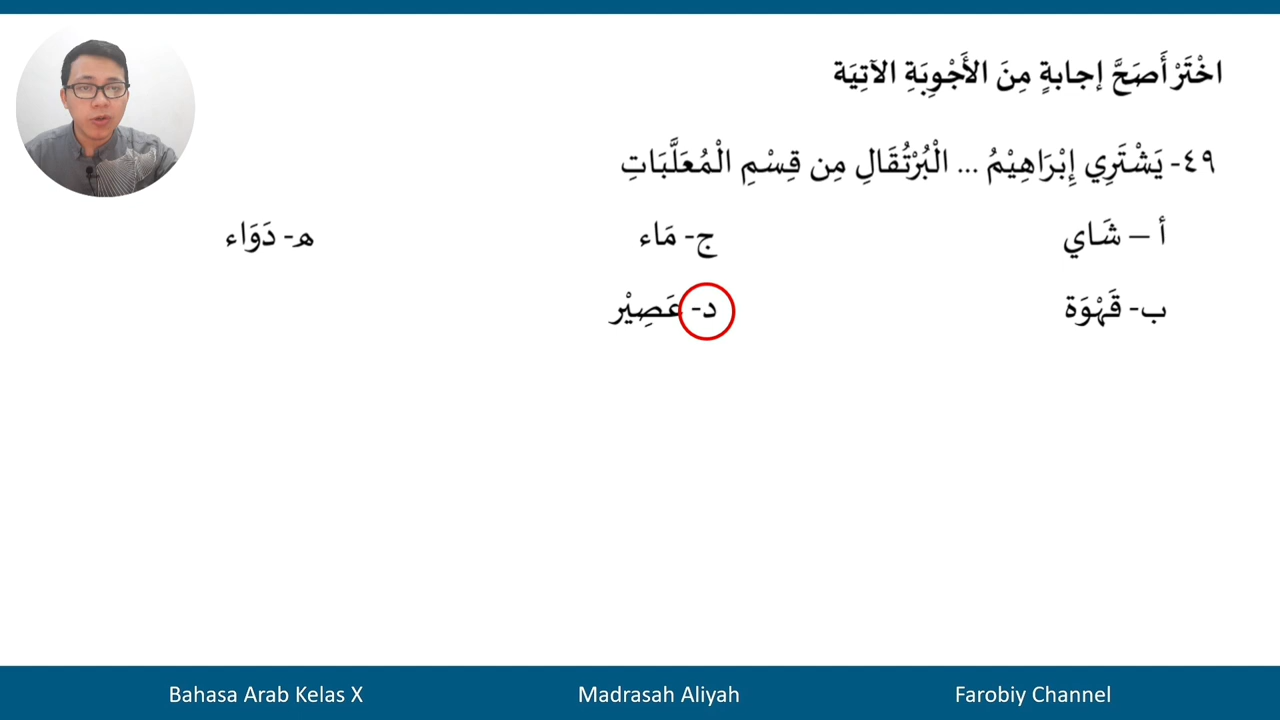 اخْتَرْ أَصَحَّ إجابةٍ مِنَ الأَجْوِبَةِ الآتِيَة
٤٩- يَشْتَرِي إِبْرَاهِيْمُ ... الْبُرْتُقَالِ مِن قِسْمِ الْمُعَلَّبَاتِ
أ – شَاي ج- مَاء ه- دَوَاء
ب- قَهْوَة د- عَصِيْر
Bahasa Arab Kelas X Madrasah Aliyah Farobiy Channel